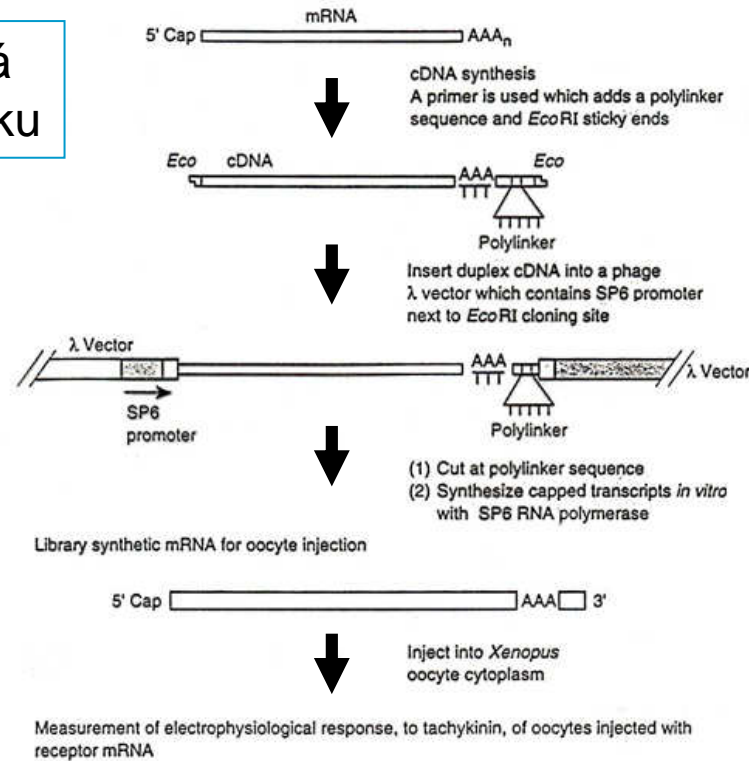 á
ku
mRNA
5' Cap AAAn
cDNA synthesis
A primer is used which adds a polylinker
sequence and EcoRI sticky ends
Eco cDNA AAA Eco
TTT
Polylinker
Insert duplex cDNA into a phage
λ vector which contains SP6 promoter
next to EcoRI cloning site
λ Vector
AAA
TTT
λ Vector
SP6
promoter
Polylinker
(1) Cut at polylinker sequence
(2) Synthesize capped transcripts in vitro
with SP6 RNA polymerase
Library synthetic mRNA for oocyte injection
5' Cap AAA 3'
Inject into Xenopus
oocyte cytoplasm
Measurement of electrophysiological response, to tachykinin, of oocytes injected with
receptor mRNA